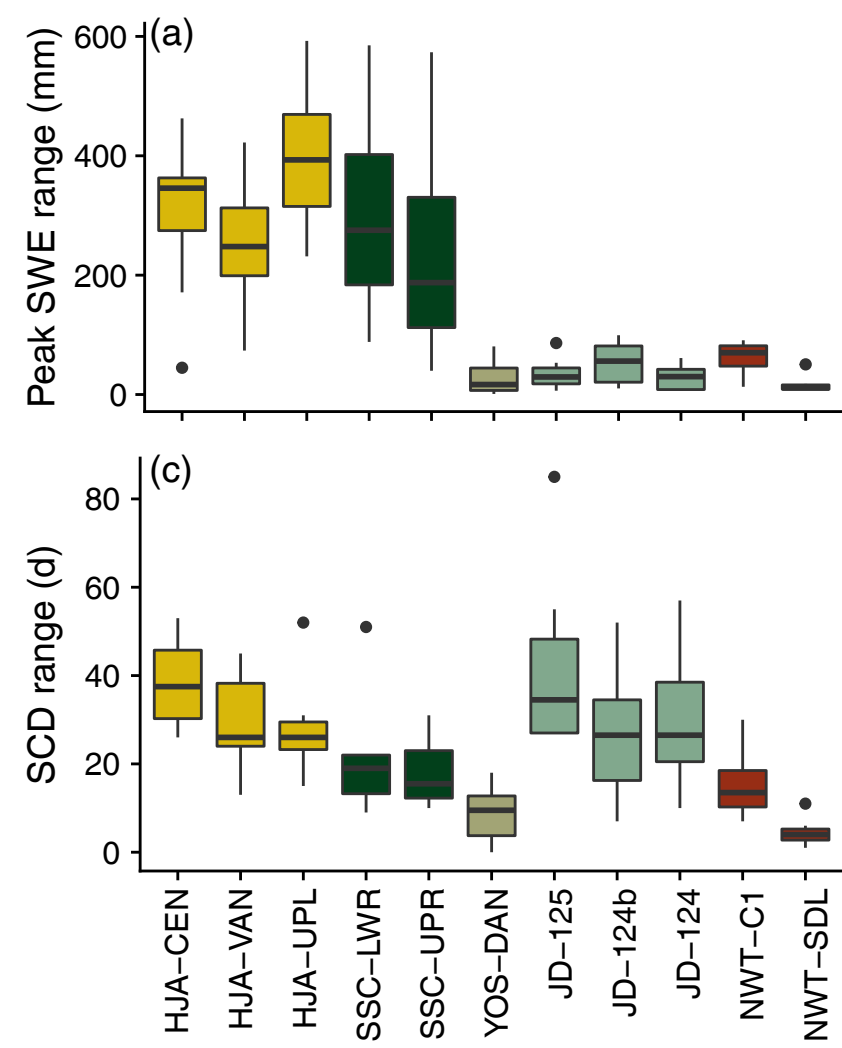 (a)
Peak SWE range (mm)
600
400
200
0
(c)
SCD range (d)
80
60
40
20
0
HJA−CEN
HJA−VAN
HJA−UPL
SSC−LWR
SSC−UPR
YOS−DAN
JD−125
JD−124b
JD−124
NWT−C1
NWT−SDL